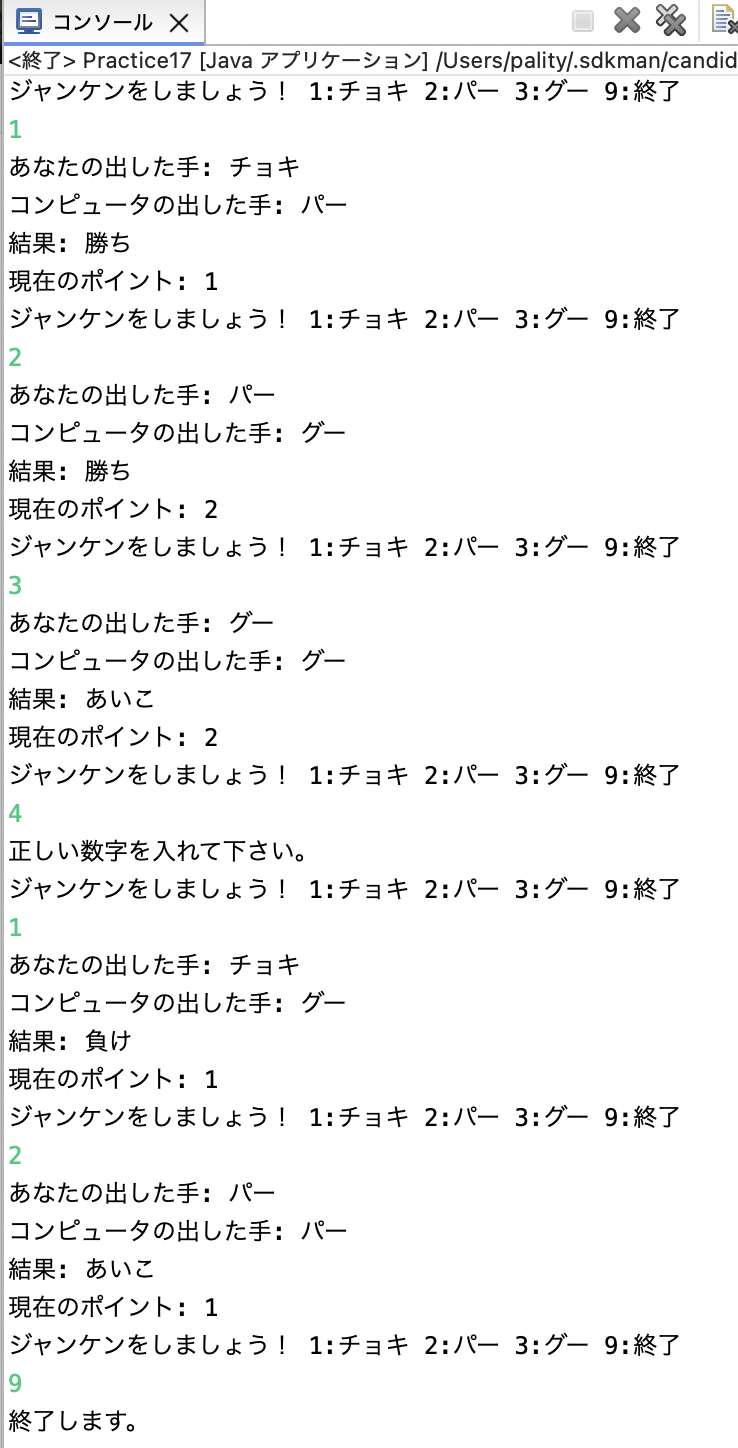 コンソール
<終了> Practice17 [Java アプリケーション] /Users/pality/.sdkman/candid
ジャンケンをしましょう！ 1:チョキ 2:パー 3:グー 9:終了
1
あなたの出した手: チョキ
コンピュータの出した手: パー
結果: 勝ち
現在のポイント: 1
ジャンケンをしましょう！ 1:チョキ 2:パー 3:グー 9:終了
2
あなたの出した手: パー
コンピュータの出した手: グー
結果: 勝ち
現在のポイント: 2
ジャンケンをしましょう！ 1:チョキ 2:パー 3:グー 9:終了
3
あなたの出した手: グー
コンピュータの出した手: グー
結果: あいこ
現在のポイント: 2
ジャンケンをしましょう！ 1:チョキ 2:パー 3:グー 9:終了
4
正しい数字を入れて下さい。
ジャンケンをしましょう！ 1:チョキ 2:パー 3:グー 9:終了
1
あなたの出した手: チョキ
コンピュータの出した手: グー
結果: 負け
現在のポイント: 1
ジャンケンをしましょう！ 1:チョキ 2:パー 3:グー 9:終了
2
あなたの出した手: パー
コンピュータの出した手: パー
結果: あいこ
現在のポイント: 1
ジャンケンをしましょう！ 1:チョキ 2:パー 3:グー 9:終了
9
終了します。